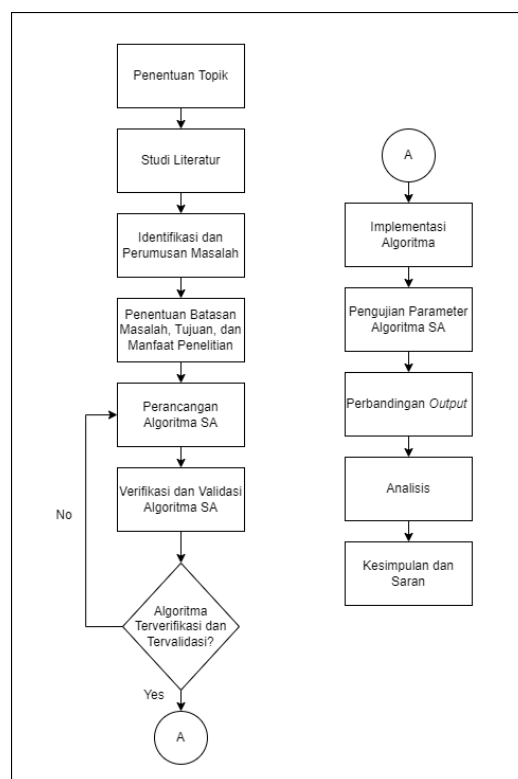 Penentuan Topik
Studi Literatur
Identifikasi dan
Perumusan Masalah
Penentuan Batasan
Masalah, Tujuan, dan
Manfaat Penelitian
Perancangan
Algoritma SA
Verifikasi dan Validasi
Algoritma SA
No
Algoritma
Terverifikasi dan
Tervalidasi?
Yes
A
A
Implementasi
Algoritma
Pengujian Parameter
Algoritma SA
Perbandingan Output
Analisis
Kesimpulan dan
Saran